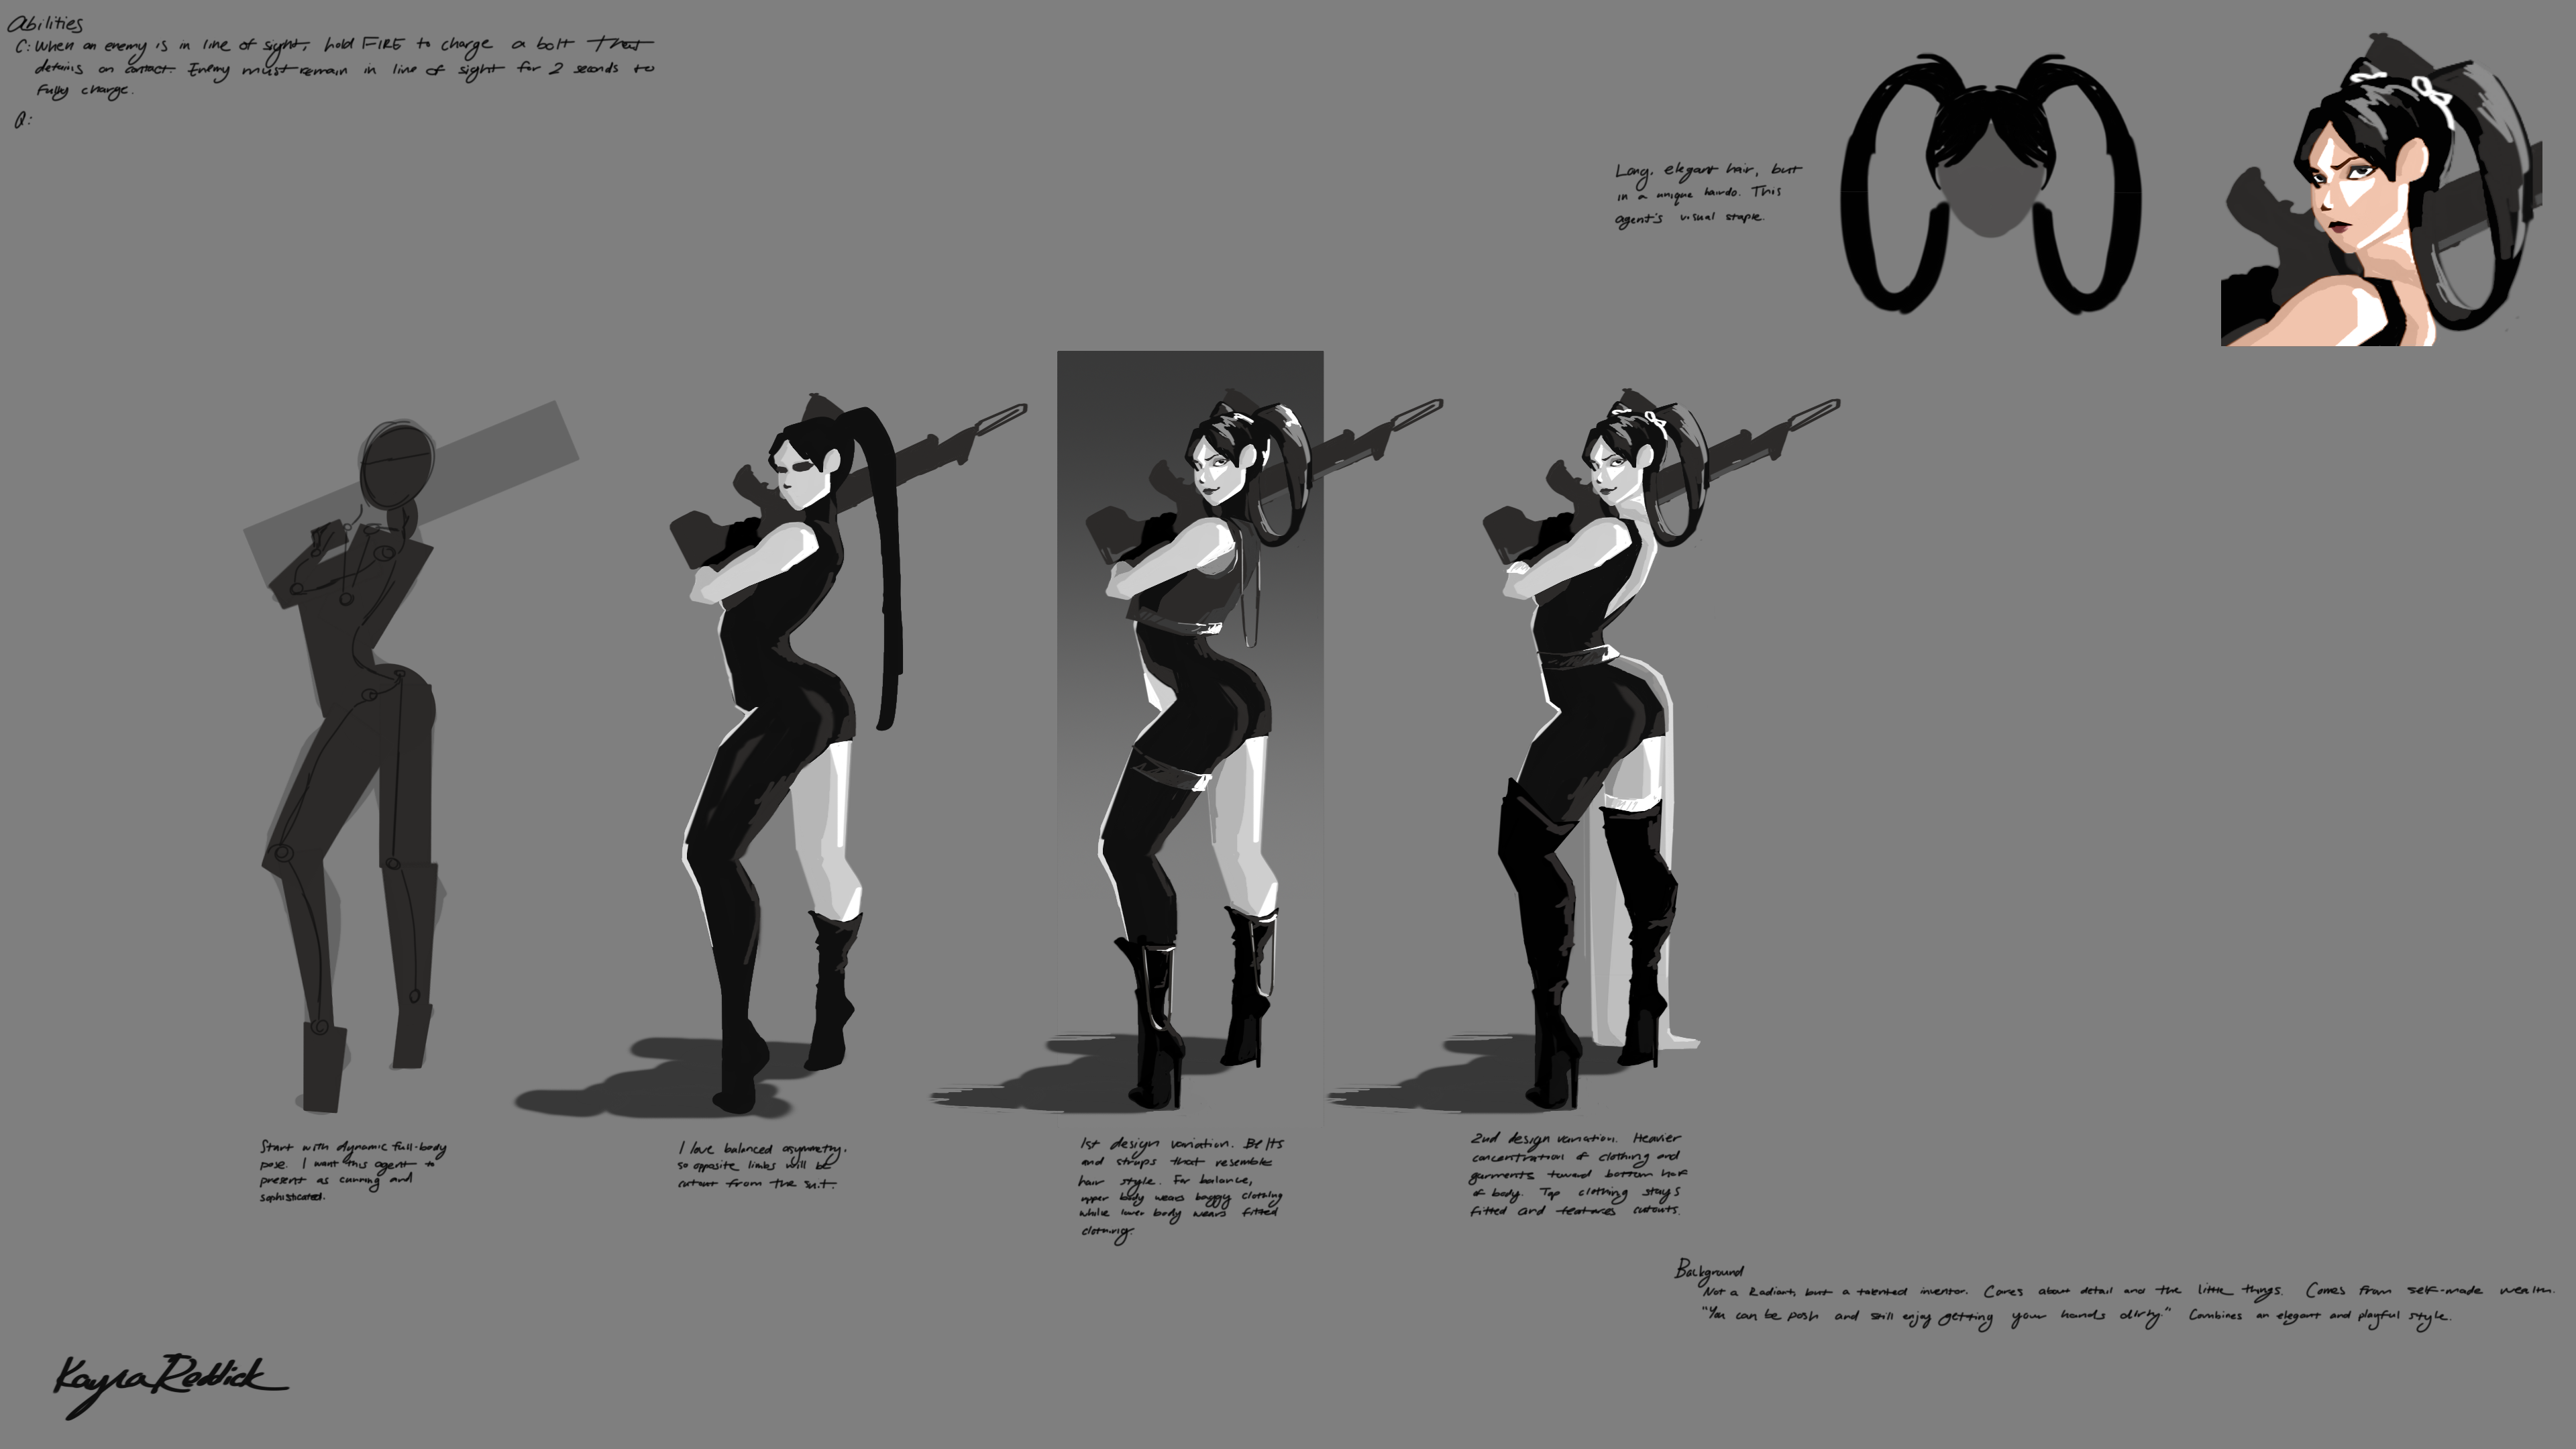 Abilities
C: When an enemy is in line of sight, hold FIRE to charge a bolt that
detains on contact. Enemy must remain in line of sight for 2 seconds to
fully charge.
Q:
Long, elegant hair, but
in a unique hairdo. This
agent's visual staple.
Start with dynamic full-body
pose. I want this agent to
present as cunning and
sophisticated.
I love balanced asymmetry,
so opposite limbs will be
cutout from the suit.
1st design variation. Belts
and straps that resemble
hair style. For balance,
upper body wears baggy clothing
while lower body wears fitted
clothing.
2nd design variation. Heavier
concentration of clothing and
garments toward bottom half
of body. Top clothing stays
fitted and features cutouts.
Background
Not a Radiant, but a talented inventor. Cares about detail and the little things. Comes from self-made wealth.
"You can be posh and still enjoy getting your hands dirty." Combines an elegant and playful style.
Kayla Reddick